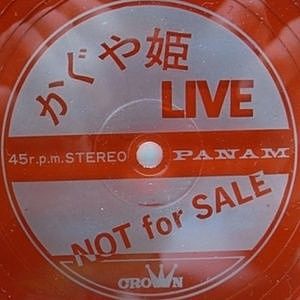 かぐや姫
LIVE
45r.p.m. STEREO PANAM
NOT for SALE
CROWN